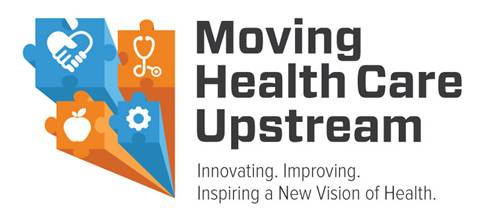 Moving
Health Care
Upstream
Innovating. Improving.
Inspiring a New Vision of Health.